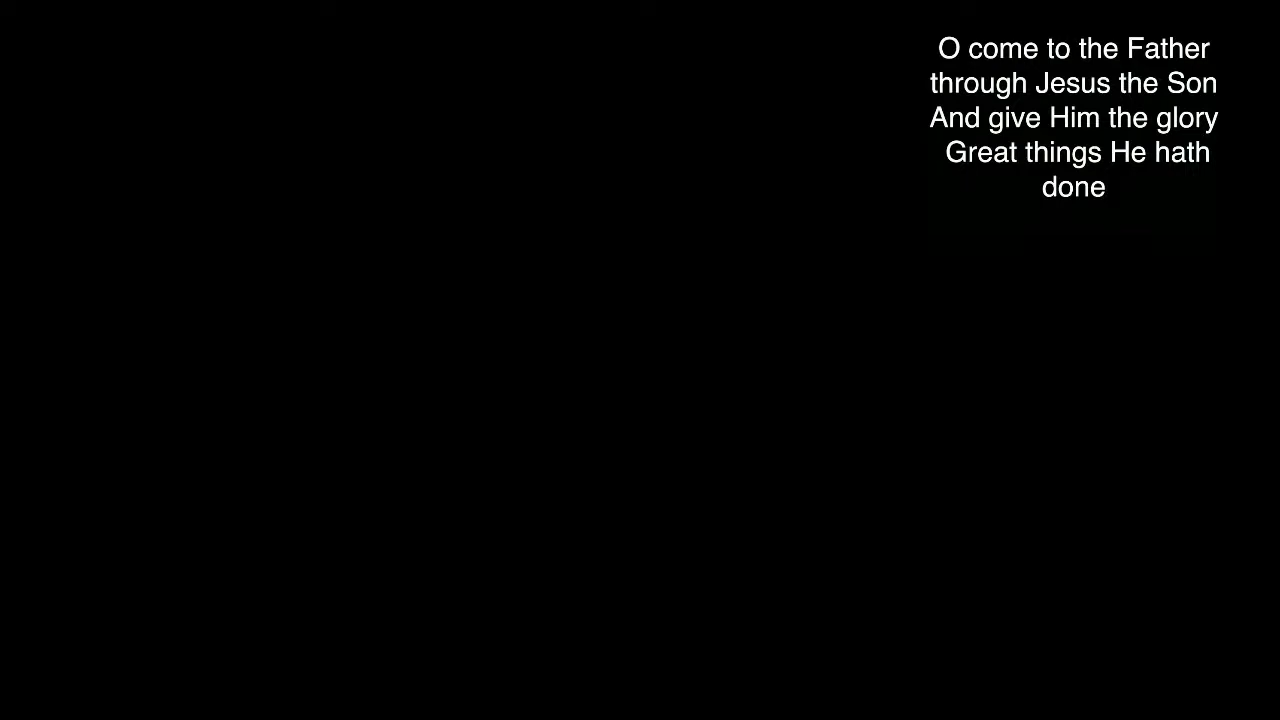 O come to the Father
through Jesus the Son
And give Him the glory
Great things He hath
done